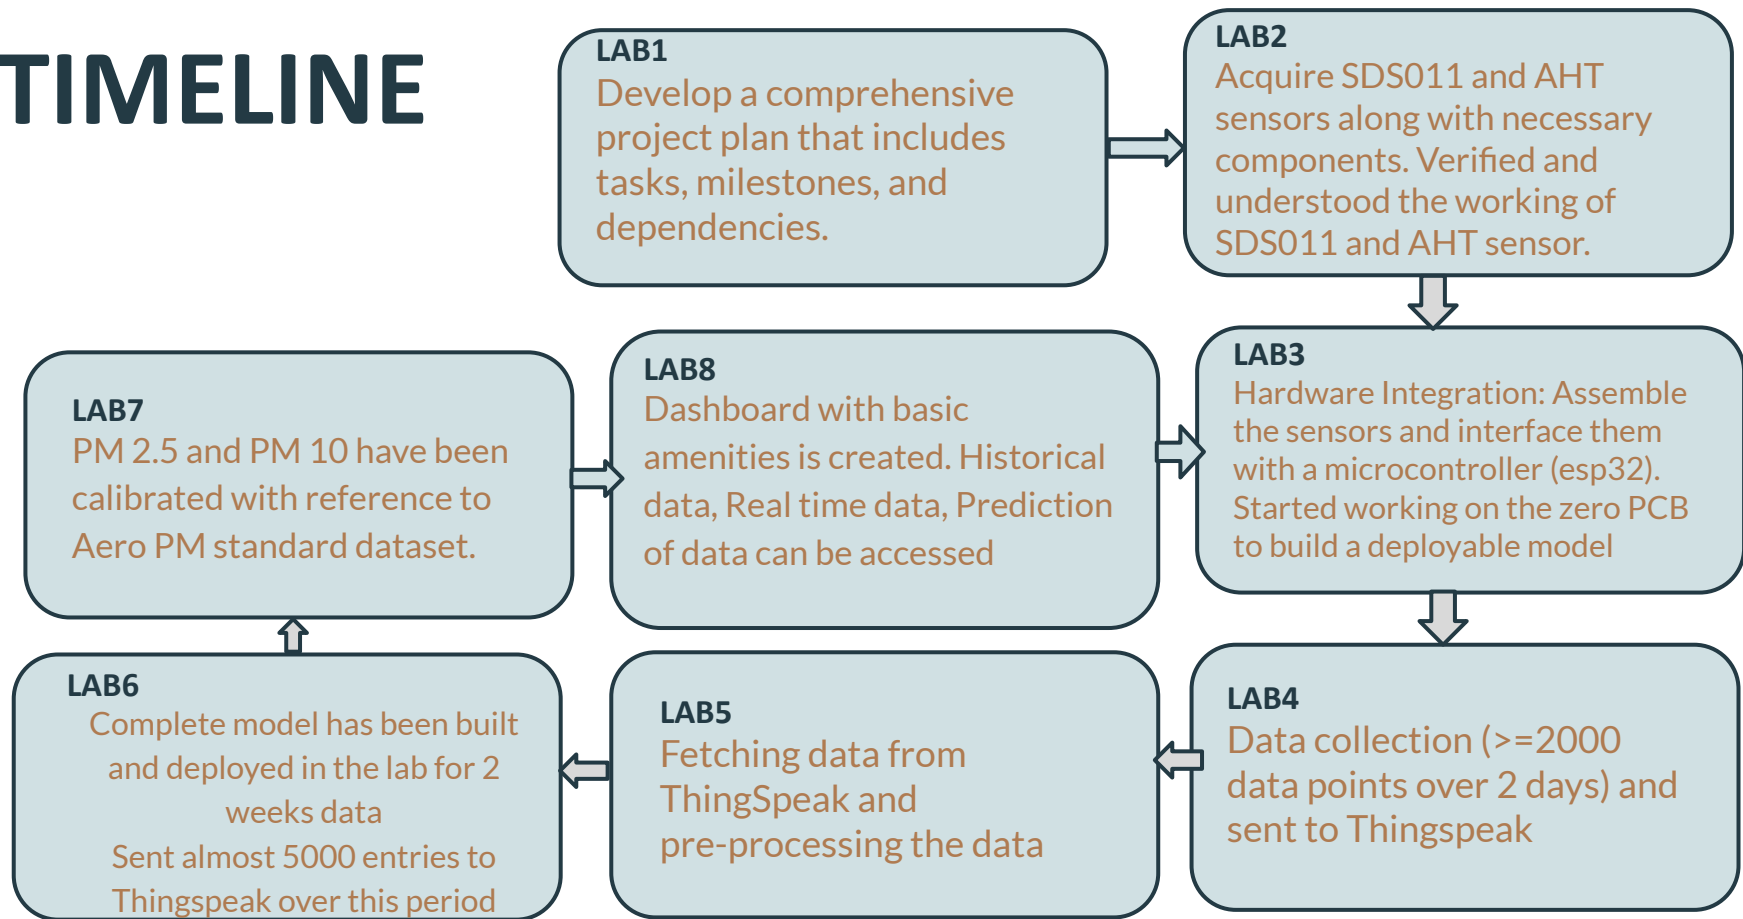 TIMELINE
LAB1
Develop a comprehensive
project plan that includes
tasks, milestones, and
dependencies.
LAB2
Acquire SDS011 and AHT
sensors along with necessary
components. Verified and
understood the working of
SDS011 and AHT sensor.
LAB3
Hardware Integration: Assemble
the sensors and interface them
with a microcontroller (esp32).
Started working on the zero PCB
to build a deployable model
LAB4
Data collection (>=2000
data points over 2 days) and
sent to Thingspeak
LAB5
Fetching data from
ThingSpeak and
pre-processing the data
LAB6
Complete model has been built
and deployed in the lab for 2
weeks data
Sent almost 5000 entries to
Thingspeak over this period
LAB7
PM 2.5 and PM 10 have been
calibrated with reference to
Aero PM standard dataset.
LAB8
Dashboard with basic
amenities is created. Historical
data, Real time data, Prediction
of data can be accessed